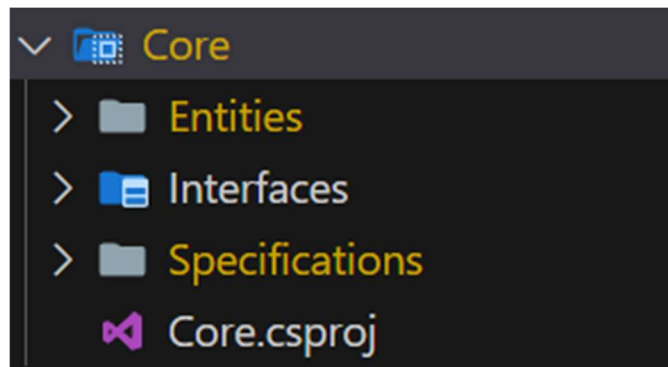 Core
Entities
Interfaces
Specifications
Core.csproj